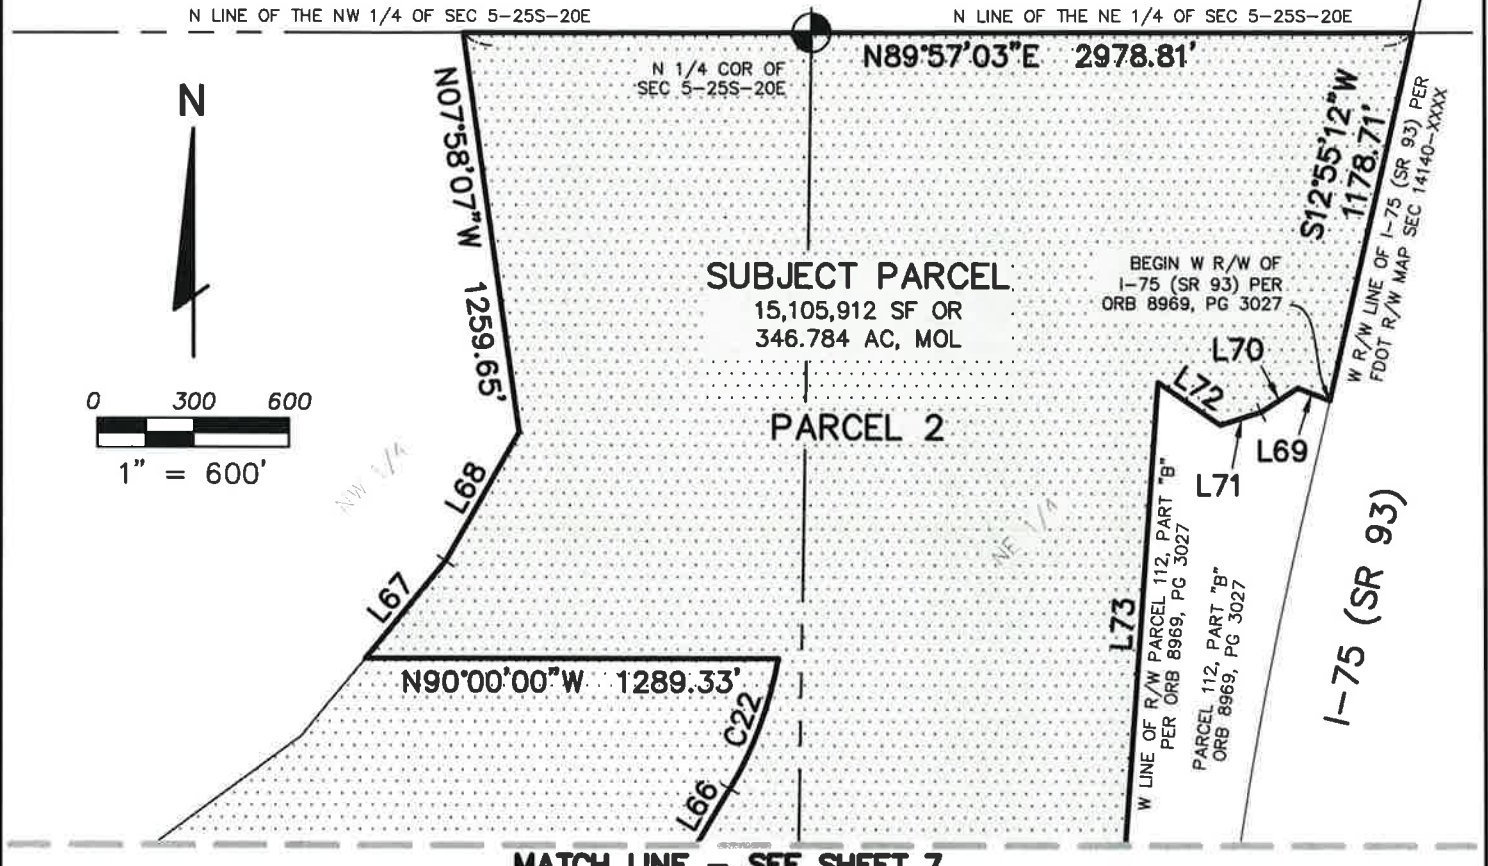 N LINE OF THE NW 1/4 OF SEC 5-25S-20E
N LINE OF THE NE 1/4 OF SEC 5-25S-20E
N89°57'03"E 2978.81'
N 1/4 COR OF
SEC 5-25S-20E
N
N07°58'07"W 1259.65'
S12°55'12"W
1178.71'
W R/W LINE OF I-75 (SR 93) PER
FDOT R/W MAP SEC 14140-XXXX
SUBJECT PARCEL
15,105,912 SF OR
346.784 AC, MOL
BEGIN W R/W OF
I-75 (SR 93) PER
ORB 8969, PG 3027
L70
L72
0 300 600
1" = 600'
PARCEL 2
L69
L71
NW 1/4
L68
NE 1/4
L67
L73
W LINE OF R/W PARCEL 112, PART "B"
PER ORB 8969, PG 3027
PARCEL 112, PART "B"
ORB 8969, PG 3027
I-75 (SR 93)
N90°00'00"W 1289.33'
C22
L66
MATCH LINE - SEE SHEET 7